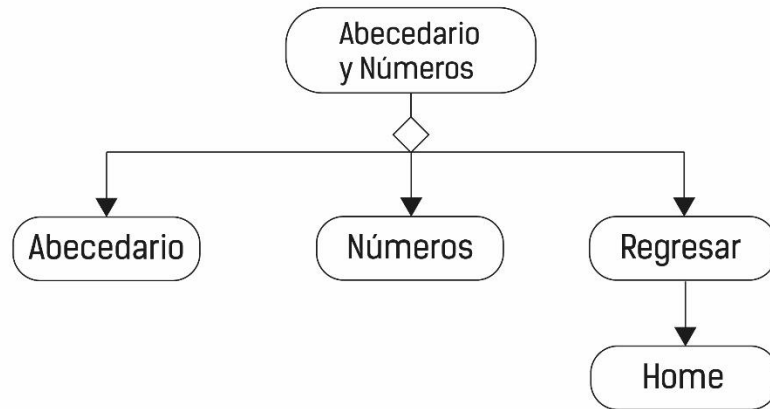 Abecedario
y Números
Abecedario
Números
Regresar
Home